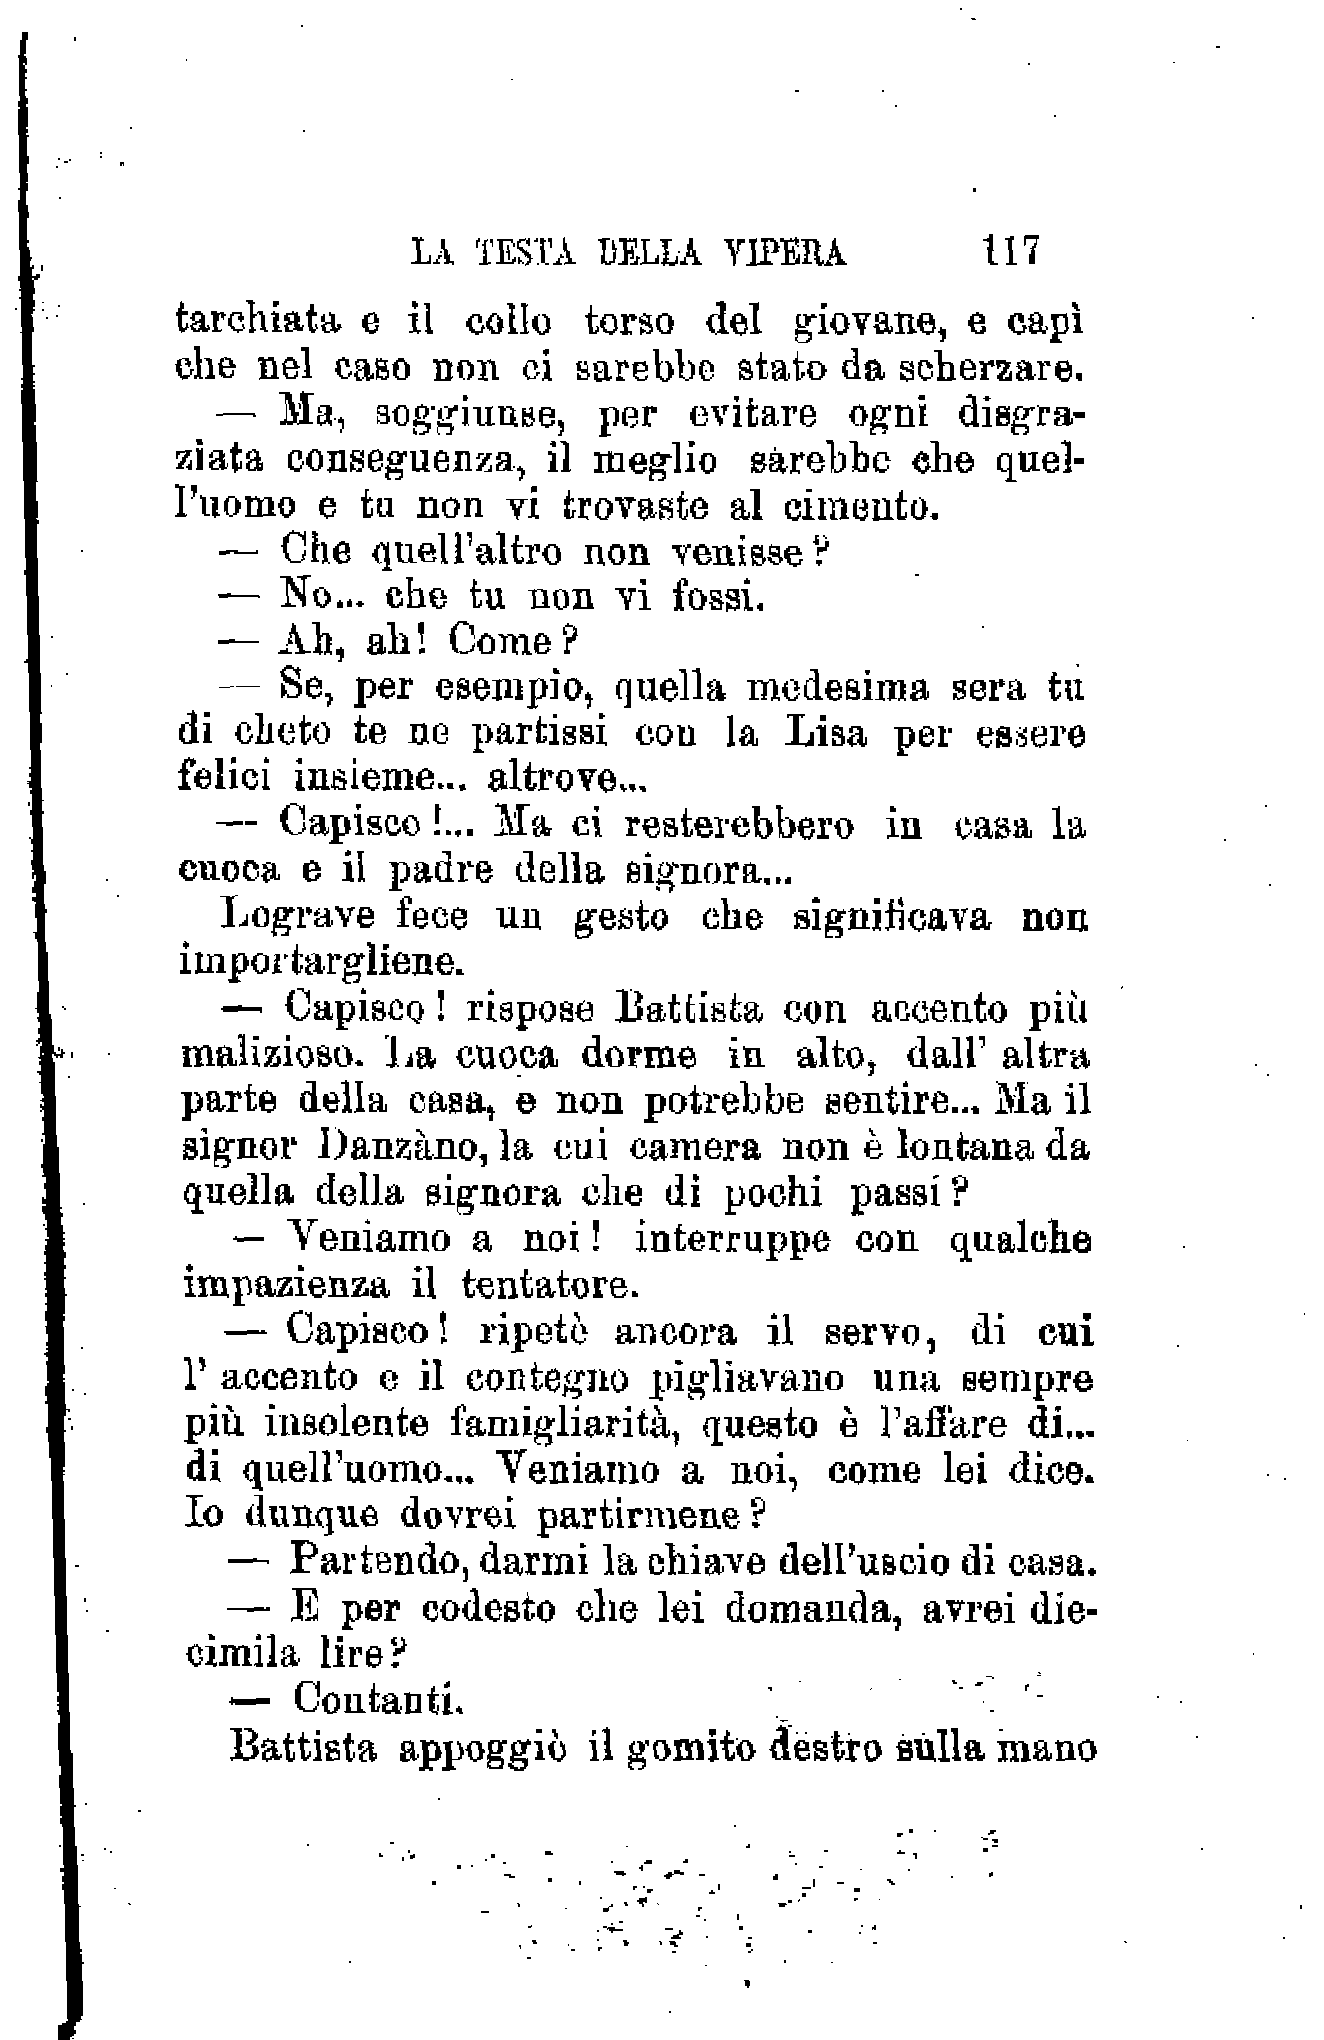 LA TESTA DELLA VIPERA 117
tarchiata e il collo torso del giovane, e capì
che nel caso non ci sarebbe stato da scherzare.
— Ma, soggiunse, per evitare ogni disgra-
ziata conseguenza, il meglio sarebbe che quel-
l'uomo e tu non vi trovaste al cimento.
— Che quell'altro non venisse?
— No... che tu non vi fossi.
— Ah, ah! Come?
— Se, per esempio, quella medesima sera tu
di cheto te ne partissi con la Lisa per essere
felici insieme... altrove...
— Capisco!... Ma ci resterebbero in casa la
cuoca e il padre della signora...
Lograve fece un gesto che significava non
importargliene.
— Capisco! rispose Battista con accento più
malizioso. La cuoca dorme in alto, dall' altra
parte della casa, e non potrebbe sentire... Ma il
signor Danzàno, la cui camera non è lontana da
quella della signora che di pochi passi?
— Veniamo a noi! interruppe con qualche
impazienza il tentatore.
— Capisco! ripetè ancora il servo, di cui
l' accento e il contegno pigliavano una sempre
più insolente famigliarità, questo è l'affare di...
di quell'uomo... Veniamo a noi, come lei dice.
Io dunque dovrei partirmene?
— Partendo, darmi la chiave dell'uscio di casa.
— E per codesto che lei domanda, avrei die-
cimila lire?
— Contanti.
Battista appoggiò il gomito destro sulla mano